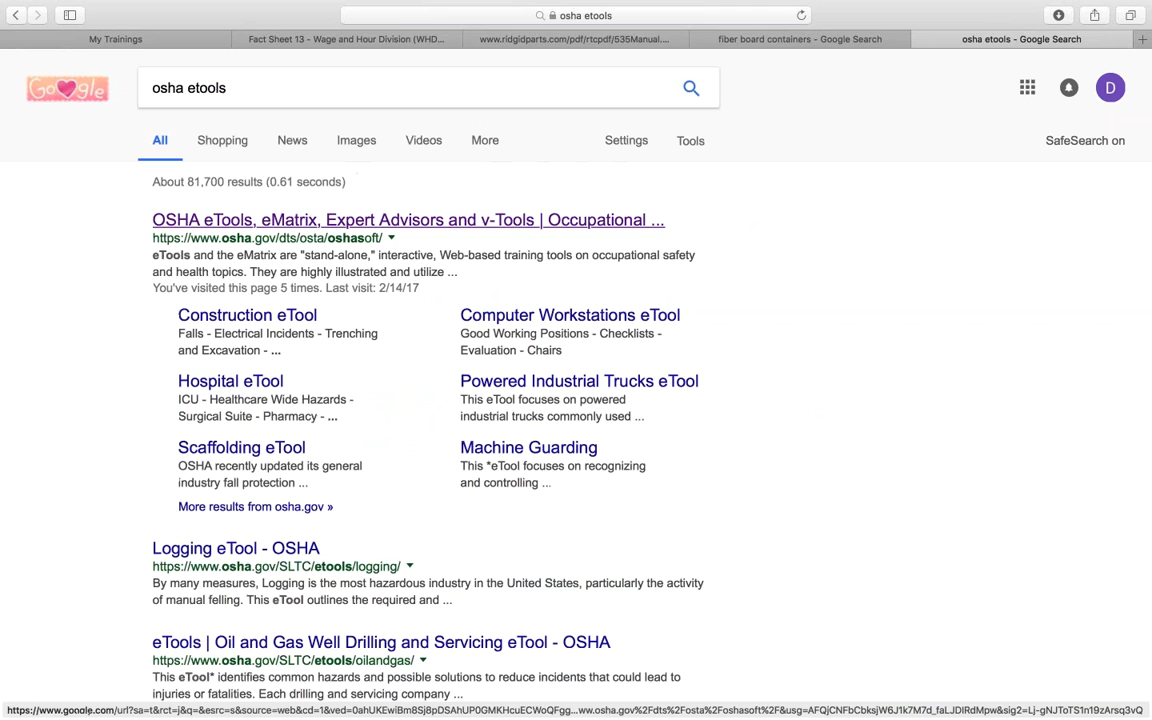 osha etools
My Trainings
Fact Sheet 13 - Wage and Hour Division (WHD...
www.ridgidparts.com/pdf/rtcpdf/535Manual....
fiber board containers - Google Search
osha etools - Google Search
Google
osha etools
D
All Shopping News Images Videos More Settings Tools
SafeSearch on
About 81,700 results (0.61 seconds)
OSHA eTools, eMatrix, Expert Advisors and v-Tools | Occupational ...
https://www.osha.gov/dts/osta/oshasoft/
eTools and the eMatrix are "stand-alone," interactive, Web-based training tools on occupational safety
and health topics. They are highly illustrated and utilize ...
You've visited this page 5 times. Last visit: 2/14/17
Construction eTool
Falls - Electrical Incidents - Trenching
and Excavation - ...
Computer Workstations eTool
Good Working Positions - Checklists -
Evaluation - Chairs
Hospital eTool
ICU - Healthcare Wide Hazards -
Surgical Suite - Pharmacy - ...
Powered Industrial Trucks eTool
This eTool focuses on powered
industrial trucks commonly used ...
Scaffolding eTool
OSHA recently updated its general
industry fall protection ...
Machine Guarding
This *eTool focuses on recognizing
and controlling ...
More results from osha.gov »
Logging eTool - OSHA
https://www.osha.gov/SLTC/etools/logging/
By many measures, Logging is the most hazardous industry in the United States, particularly the activity
of manual felling. This eTool outlines the required and ...
eTools | Oil and Gas Well Drilling and Servicing eTool - OSHA
https://www.osha.gov/SLTC/etools/oilandgas/
This eTool* identifies common hazards and possible solutions to reduce incidents that could lead to
injuries or fatalities. Each drilling and servicing company ...